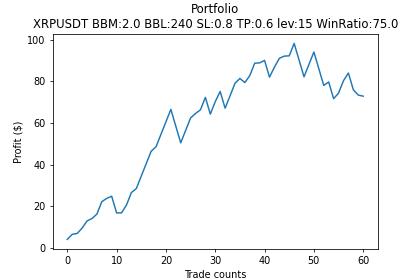 Portfolio
XRPUSDT BBM:2.0 BBL:240 SL:0.8 TP:0.6 lev:15 WinRatio:75.0
100
80
60
40
20
0
Profit ($)
0 10 20 30 40 50 60
Trade counts